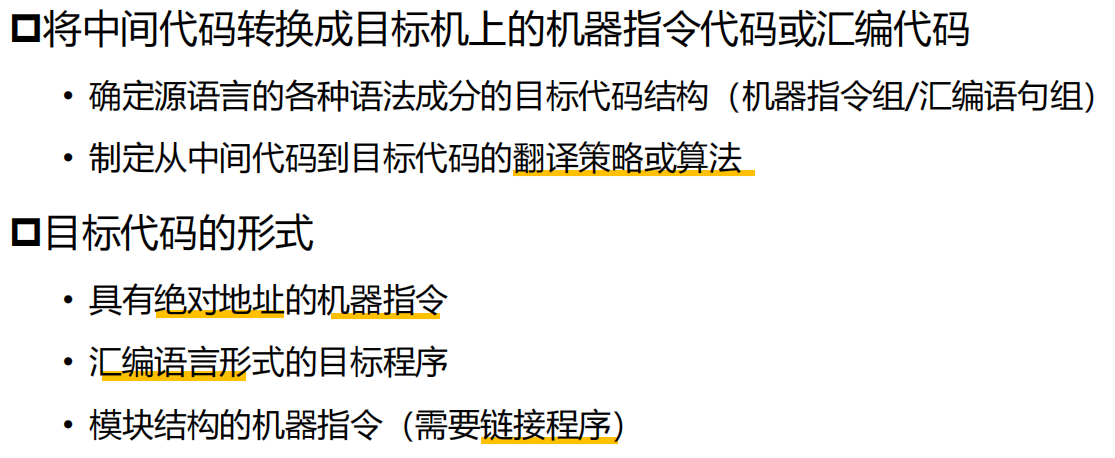 将中间代码转换成目标机上的机器指令代码或汇编代码
• 确定源语言的各种语法成分的目标代码结构（机器指令组/汇编语句组）
• 制定从中间代码到目标代码的翻译策略或算法
目标代码的形式
• 具有绝对地址的机器指令
• 汇编语言形式的目标程序
• 模块结构的机器指令（需要链接程序）